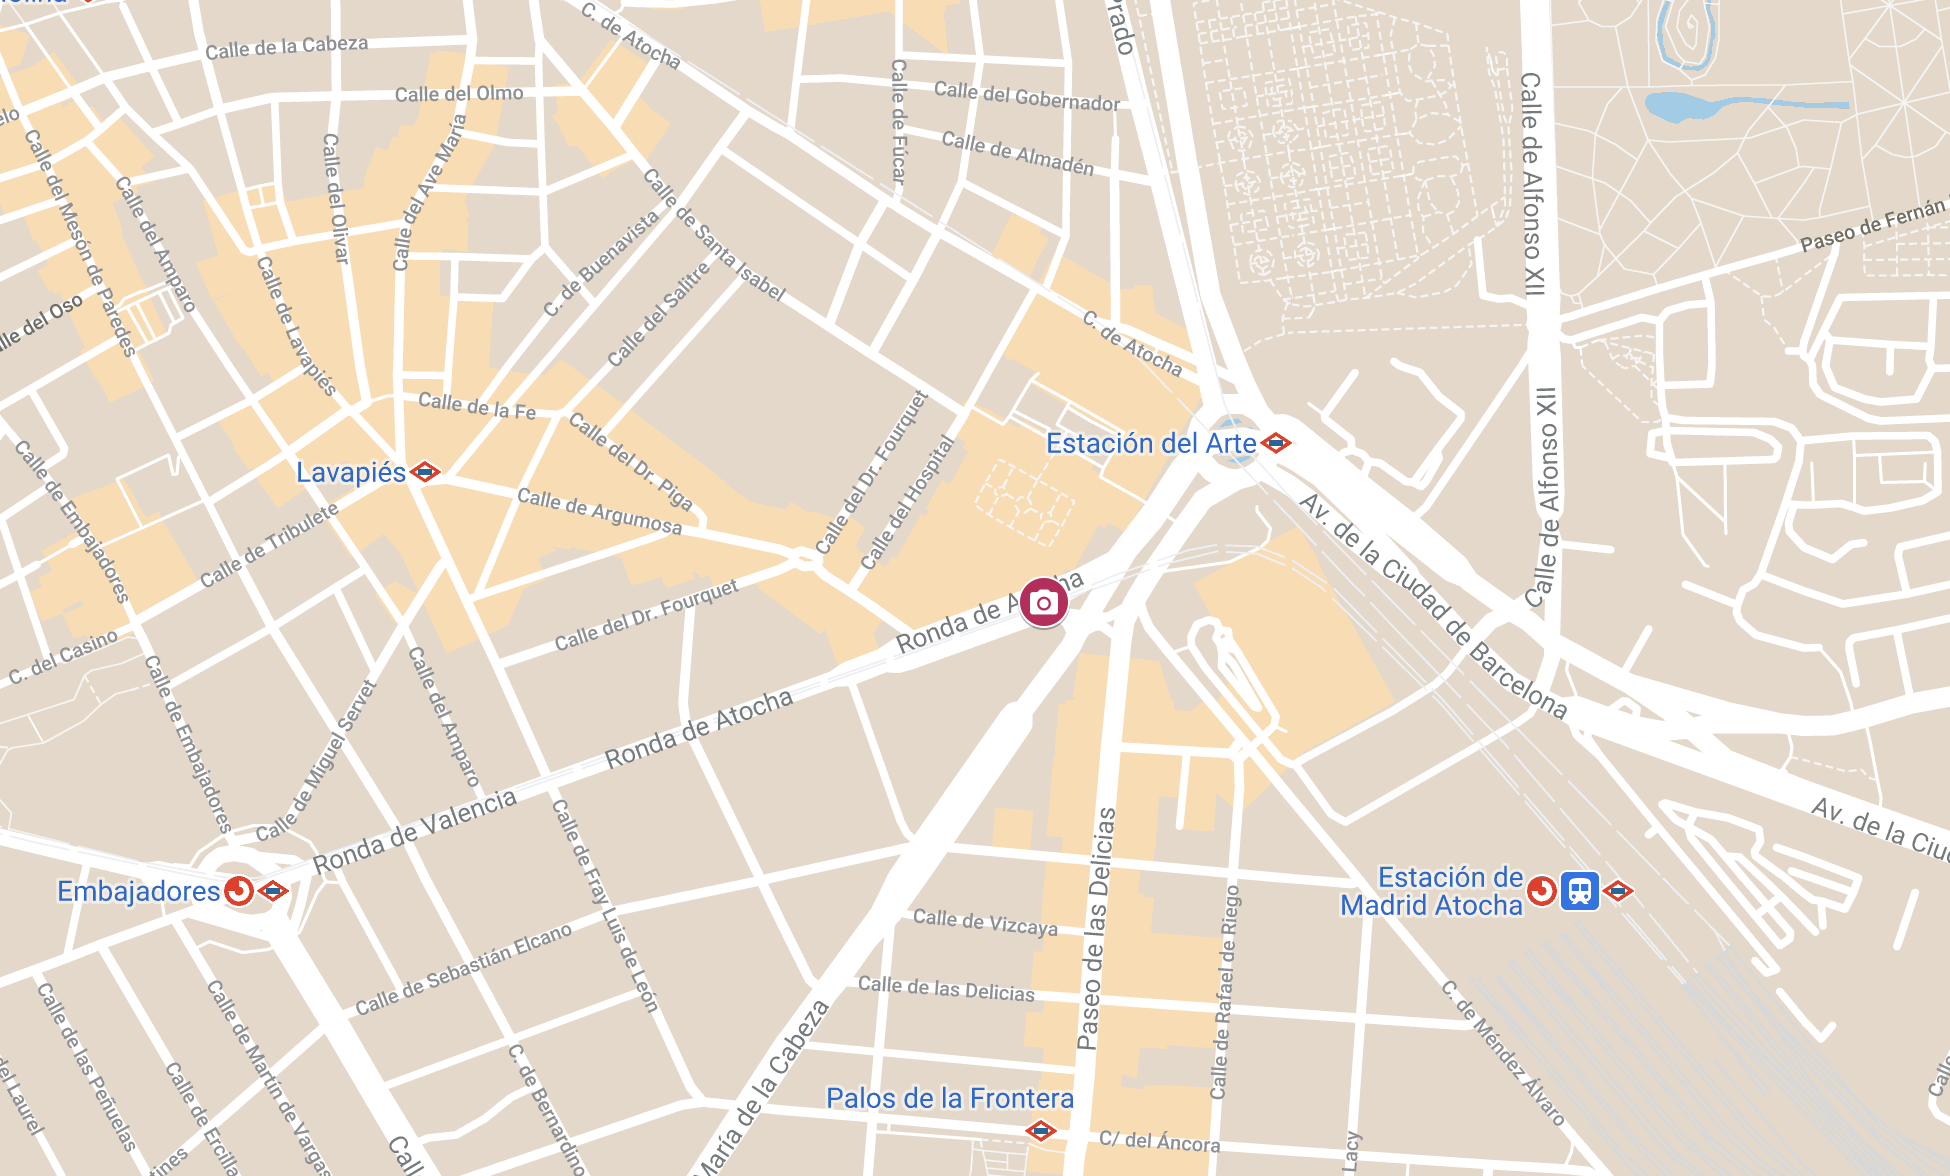 Prado
C. de Atocha
Calle de la Cabeza
Calle del Olmo
Calle de Fúcar
Calle del Gobernador
Calle de Almadén
Calle de Alfonso XII
Paseo de Fernán
Calle del Mesón de Paredes
Calle del Amparo
Calle del Olivar
Calle del Ave María
Calle de Santa Isabel
C. de Buenavista
Calle del Salitre
Calle de Lavapiés
C. de Atocha
Calle de la Fe
Calle del Dr. Piga
Calle del Dr. Fourquet
Calle del Hospital
Estación del Arte
Calle de Alfonso XII
Lavapiés
Calle de Embajadores
Calle de Argumosa
Calle de Tribulete
Av. de la Ciudad de Barcelona
Calle del Dr. Fourquet
Ronda de Atocha
C. del Casino
Calle de Embajadores
Calle de Miguel Servet
Calle del Amparo
Ronda de Atocha
Ronda de Valencia
Calle de Fray Luis de León
Paseo de las Delicias
Av. de la Ciu
Embajadores
Estación de
Madrid Atocha
Calle de Vizcaya
Calle de Rafael de Riego
Calle de Sebastián Elcano
Calle de las Delicias
Calle de las Peñuelas
Calle de Martín de Vargas
Calle de Ercilla
C. de Bernardino
María de la Cabeza
C. de Méndez Álvaro
Palos de la Frontera
C/ del Áncora
Lacy
del Laurel
Call
Calle